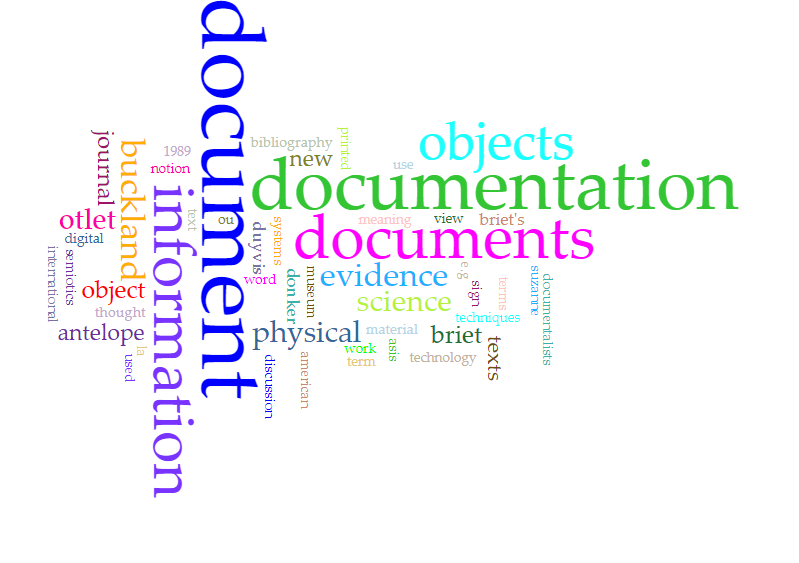 document
documentation
documents
information
objects
buckland
evidence
science
physical
briet
otlet
object
antelope
journal
1989
notion
text
ou
bibliography
new
printed
use
meaning
view
briet's
digital
international
semiotics
thought
la
used
duyvis
systems
word
donker
museum
e.g
sign
terms
suzanne
documentalists
techniques
material
work
term
asis
technology
texts
discussion
american